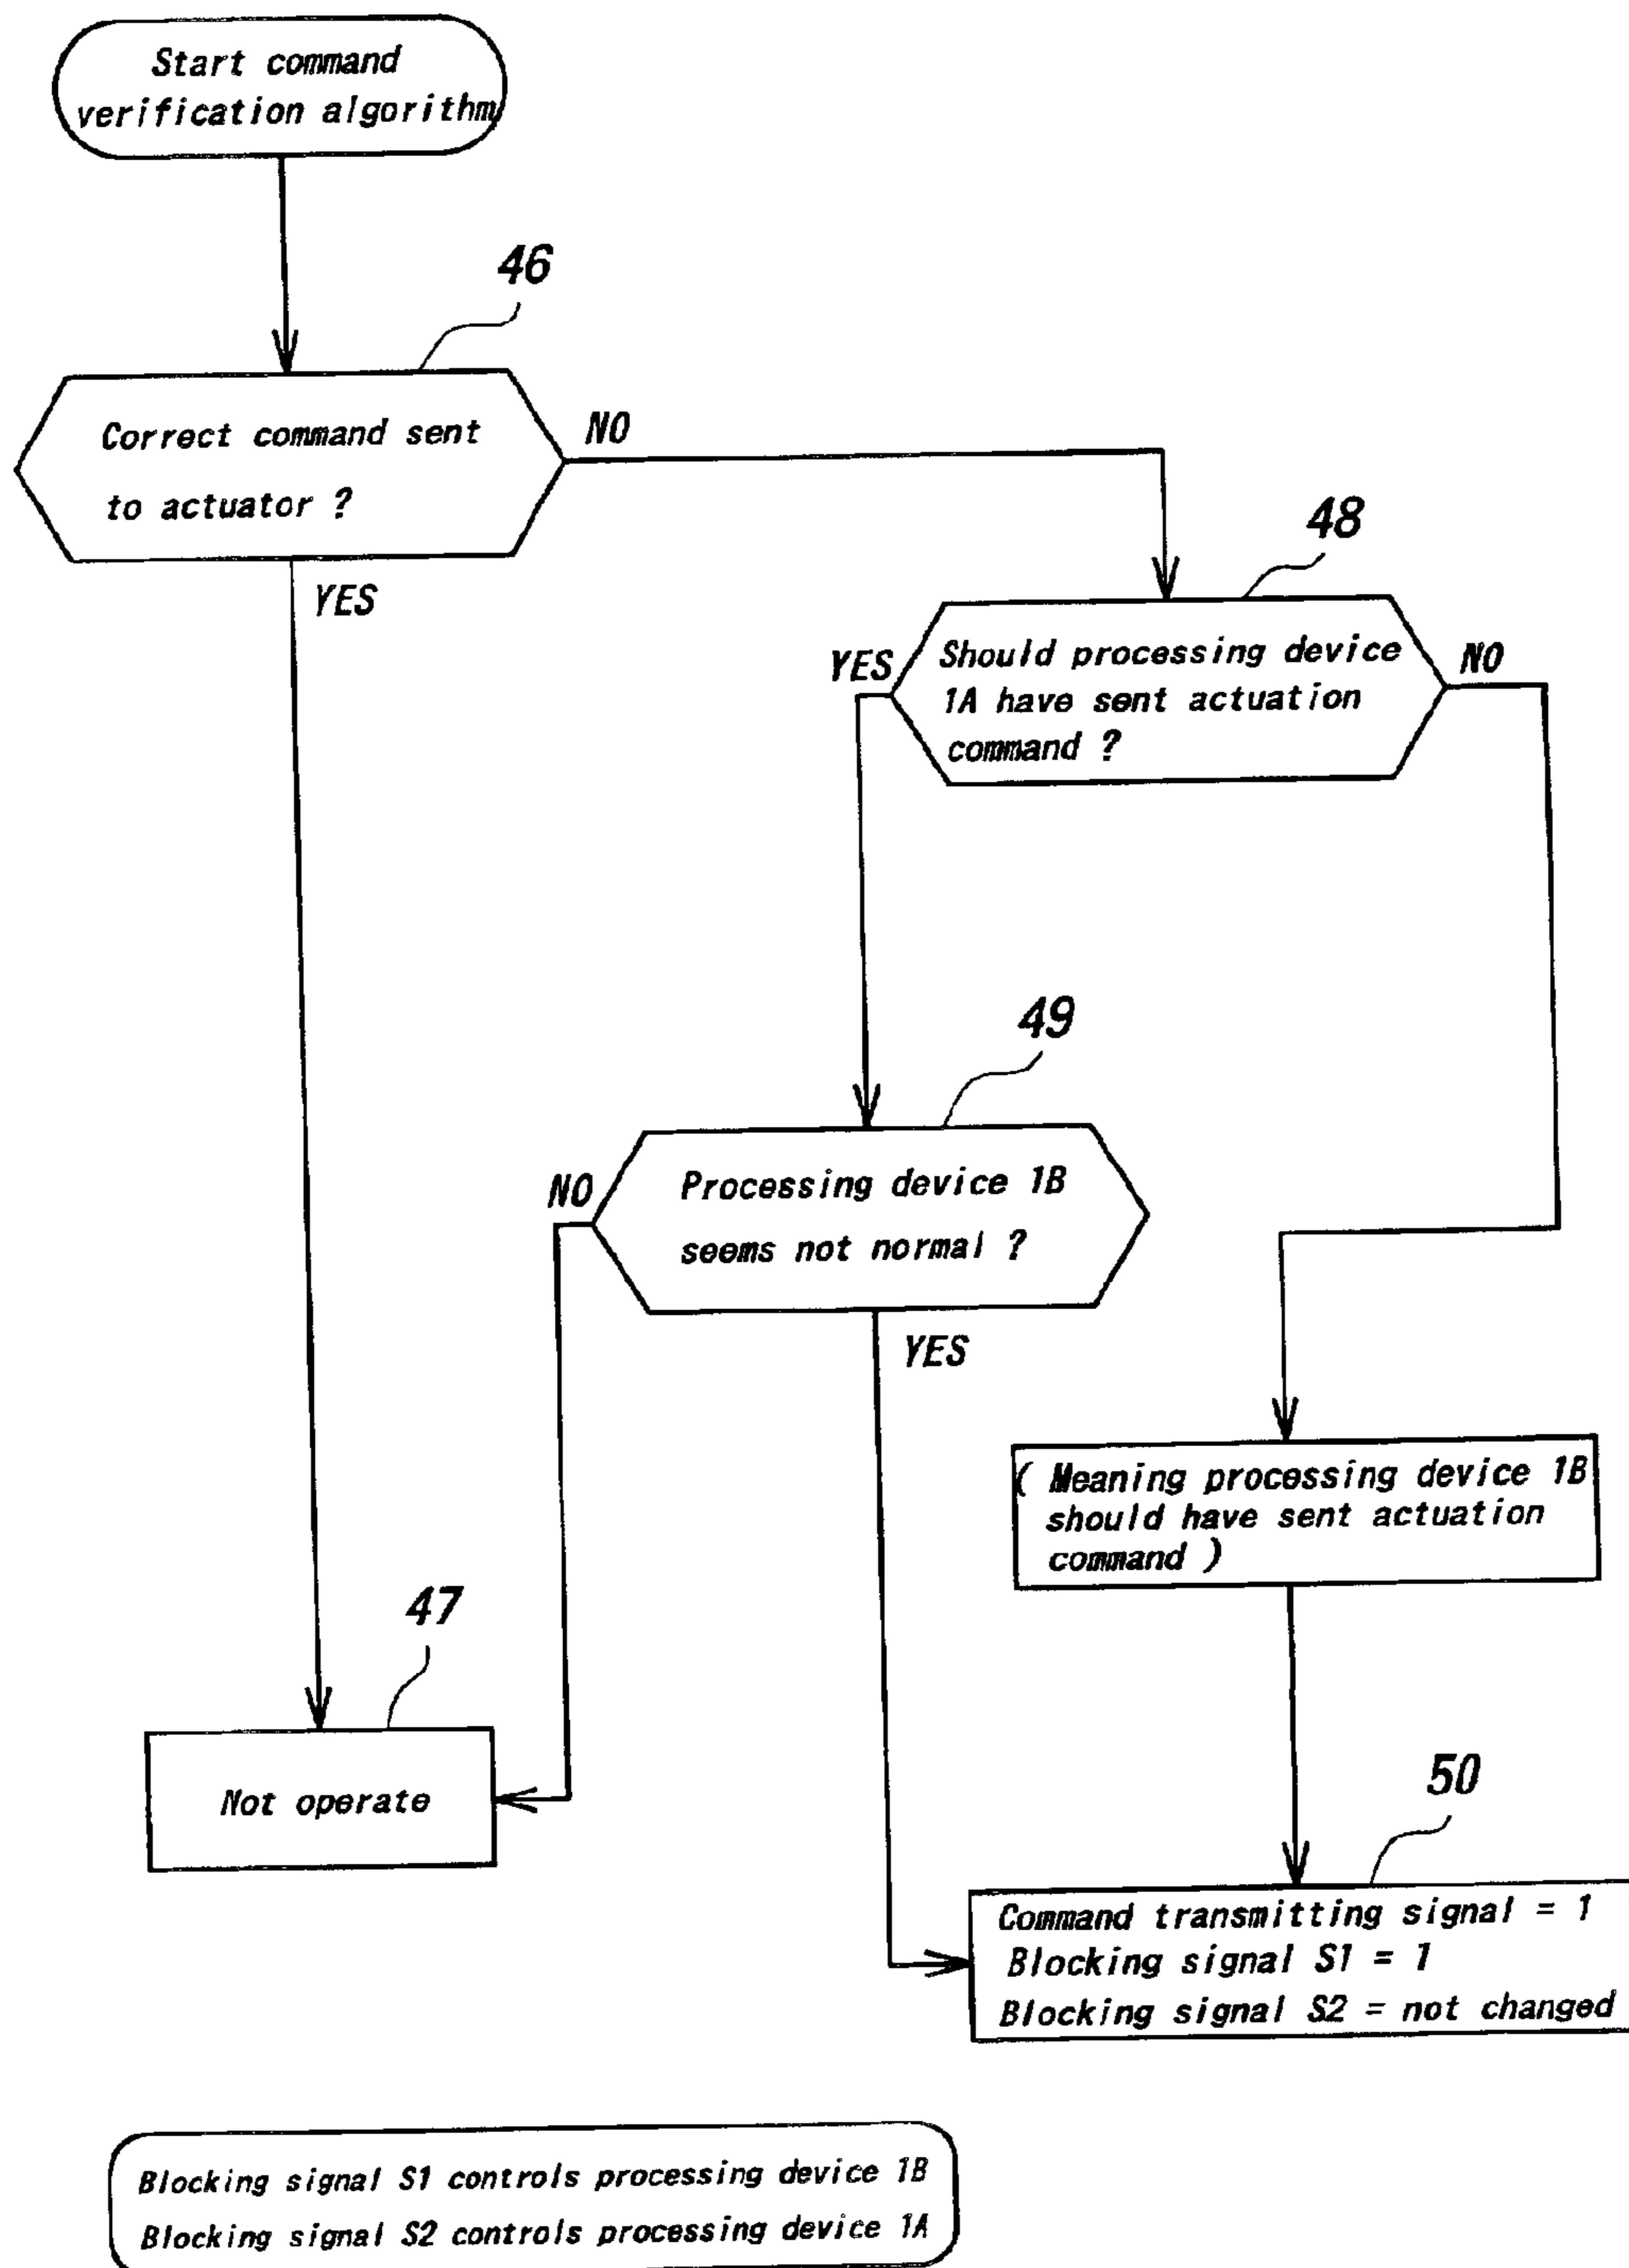 Start command
verification algorithm
46
Correct command sent
to actuator ?
NO
YES
48
Should processing device
1A have sent actuation
command ?
YES
NO
49
Processing device 1B
seems not normal ?
NO
YES
( Meaning processing device 1B
should have sent actuation
command )
47
Not operate
50
Command transmitting signal = 1
Blocking signal S1 = 1
Blocking signal S2 = not changed
Blocking signal S1 controls processing device 1B
Blocking signal S2 controls processing device 1A